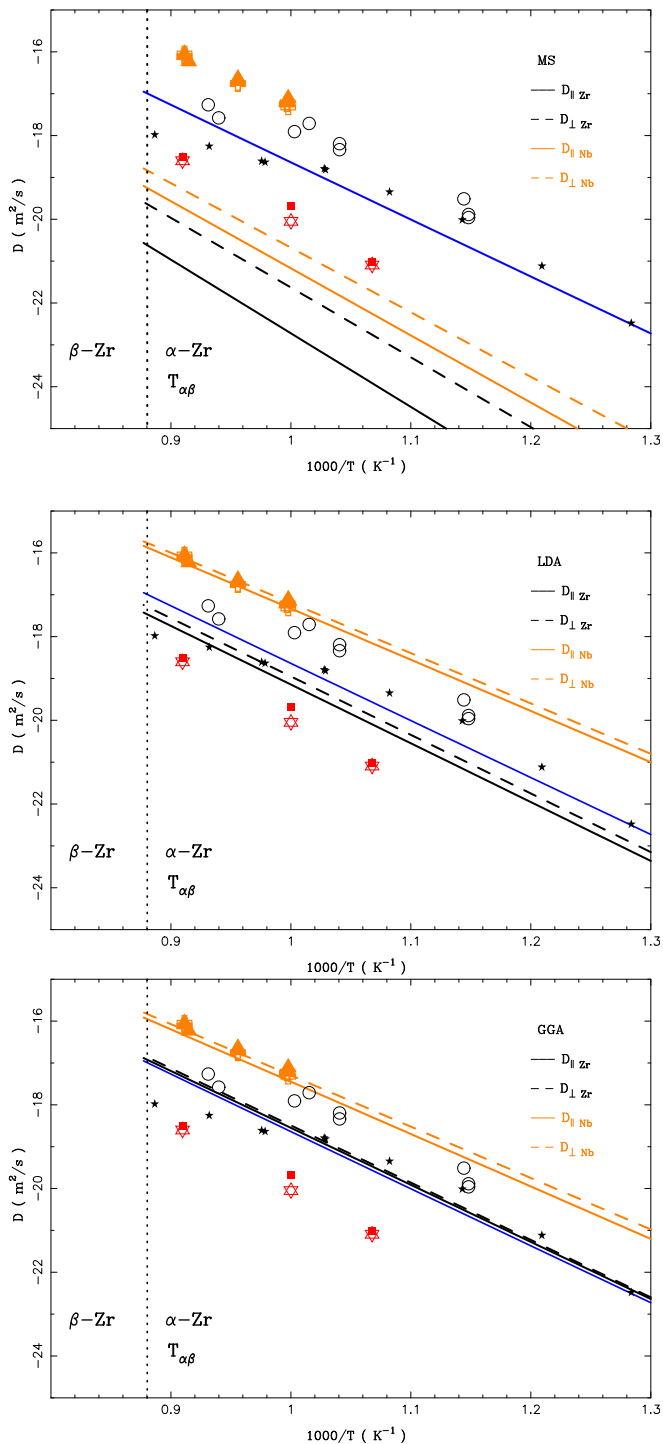 −16
MS
D∥ Zr
−18
D⊥ Zr
D∥ Nb
D⊥ Nb
−20
D ( m²/s)
−22
β−Zr
α−Zr
Tαβ
−24
0.9
1
1.1
1.2
1.3
1000/T ( K⁻¹ )
−16
LDA
D∥ Zr
−18
D⊥ Zr
D∥ Nb
D⊥ Nb
−20
D ( m²/s)
−22
β−Zr
α−Zr
Tαβ
−24
0.9
1
1.1
1.2
1.3
1000/T ( K⁻¹ )
−16
GGA
D∥ Zr
−18
D⊥ Zr
D∥ Nb
D⊥ Nb
−20
D ( m²/s)
−22
β−Zr
α−Zr
Tαβ
−24
0.9
1
1.1
1.2
1.3
1000/T ( K⁻¹ )